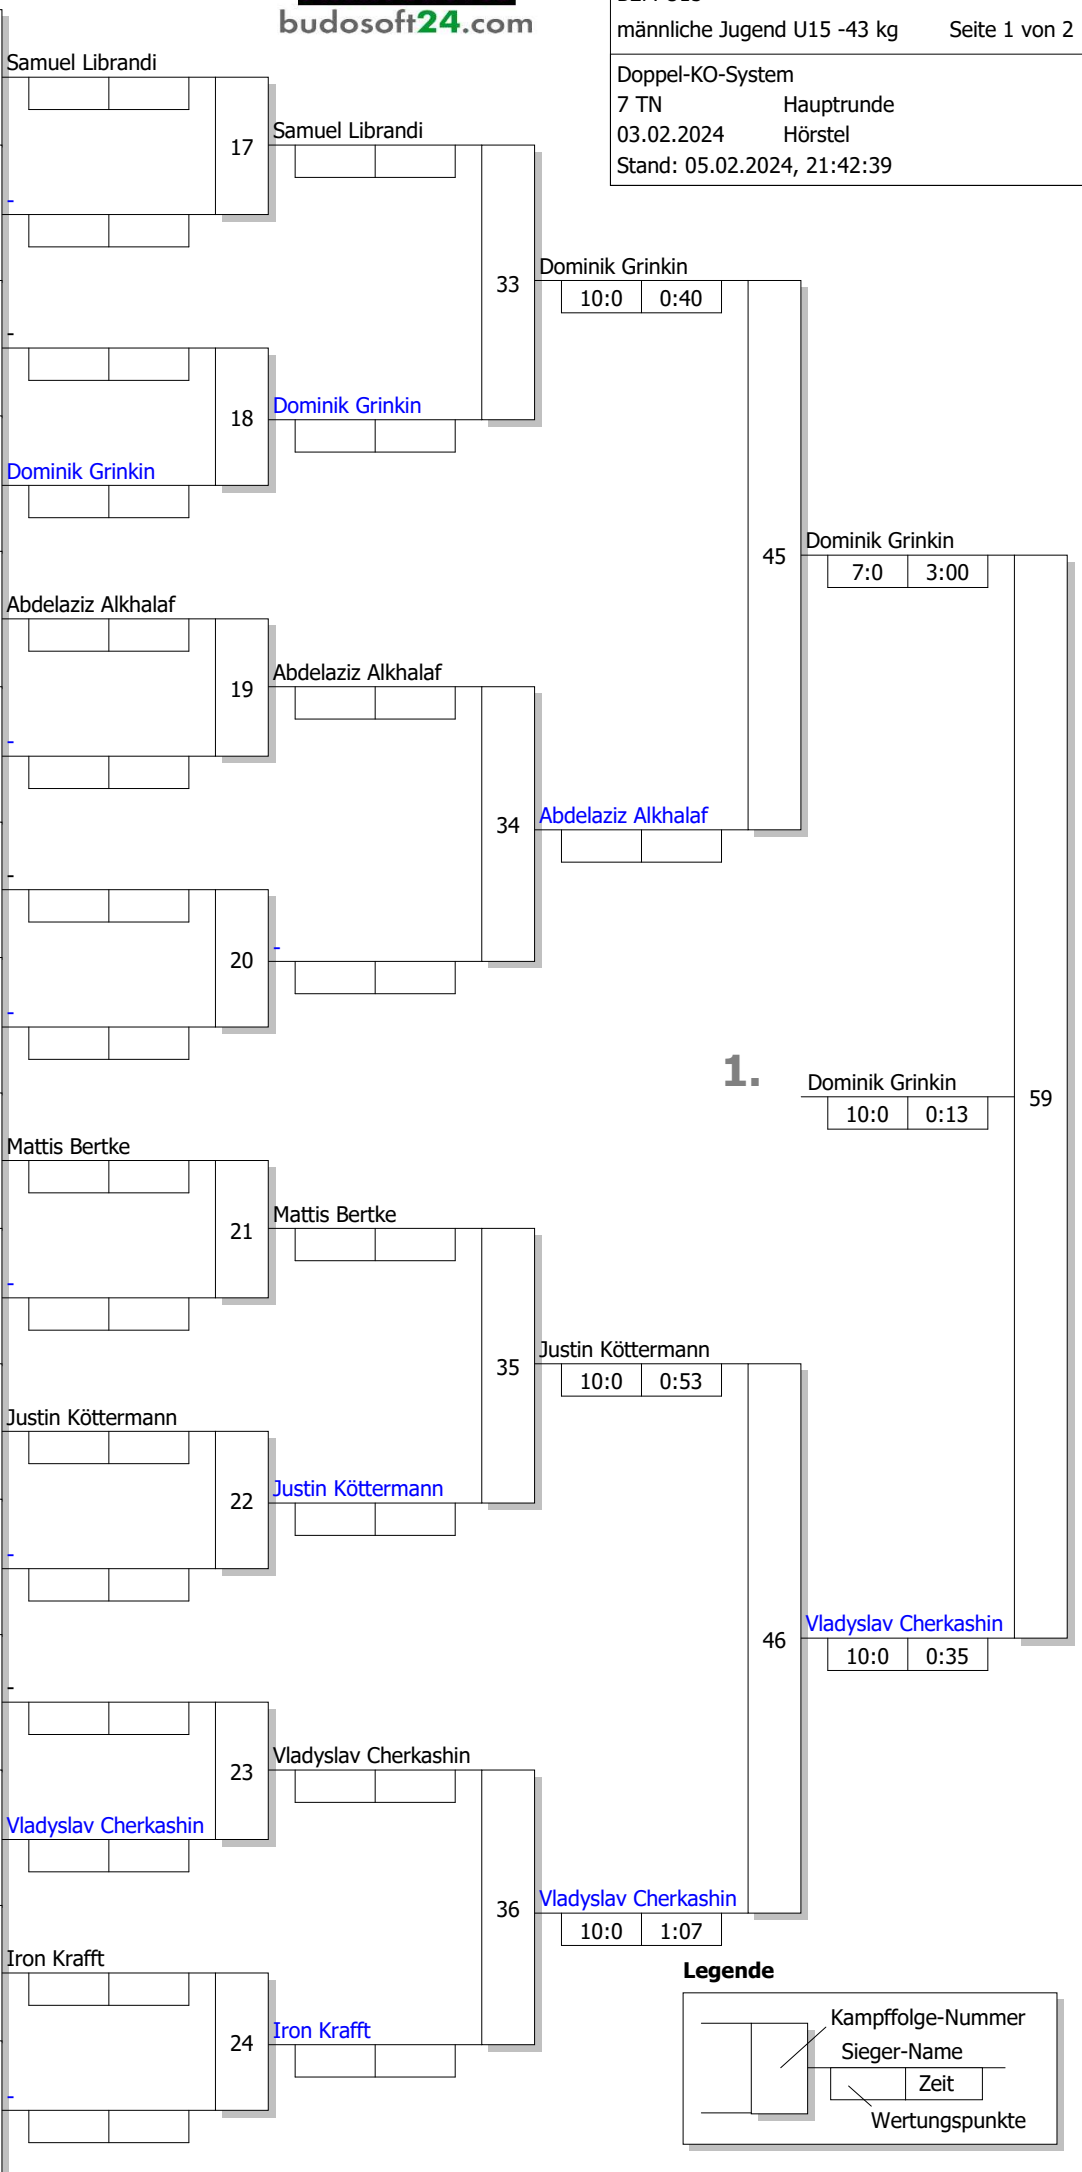 budosoft24.com
männliche Jugend U15 -43 kg Seite 1 von 2
Doppel-KO-System
7 TN Hauptrunde
03.02.2024 Hörstel
Stand: 05.02.2024, 21:42:39
Samuel Librandi
17
Samuel Librandi
-
33
Dominik Grinkin
10:0 0:40
-
18
Dominik Grinkin
Dominik Grinkin
45
Dominik Grinkin
7:0 3:00
Abdelaziz Alkhalaf
19
Abdelaziz Alkhalaf
-
34
Abdelaziz Alkhalaf
-
20
-
-
1.
Dominik Grinkin
10:0 0:13
59
Mattis Bertke
21
Mattis Bertke
-
35
Justin Köttermann
10:0 0:53
Justin Köttermann
22
Justin Köttermann
-
46
Vladyslav Cherkashin
10:0 0:35
-
23
Vladyslav Cherkashin
Vladyslav Cherkashin
36
Vladyslav Cherkashin
10:0 1:07
Iron Krafft
24
Iron Krafft
-
Legende
Kampffolge-Nummer
Sieger-Name
Zeit
Wertungspunkte